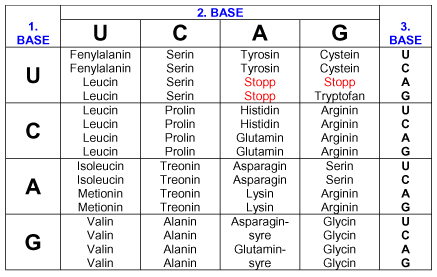 1.
BASE
2. BASE
3.
BASE
U C A G
U
Fenylalanin Serin Tyrosin Cystein U
Fenylalanin Serin Tyrosin Cystein C
Leucin Serin Stopp Stopp A
Leucin Serin Stopp Tryptofan G
C
Leucin Prolin Histidin Arginin U
Leucin Prolin Histidin Arginin C
Leucin Prolin Glutamin Arginin A
Leucin Prolin Glutamin Arginin G
A
Isoleucin Treonin Asparagin Serin U
Isoleucin Treonin Asparagin Serin C
Metionin Treonin Lysin Arginin A
Metionin Treonin Lysin Arginin G
G
Valin Alanin Asparagin- Glycin U
Valin Alanin syre Glycin C
Valin Alanin Glutamin- Glycin A
Valin Alanin syre Glycin G